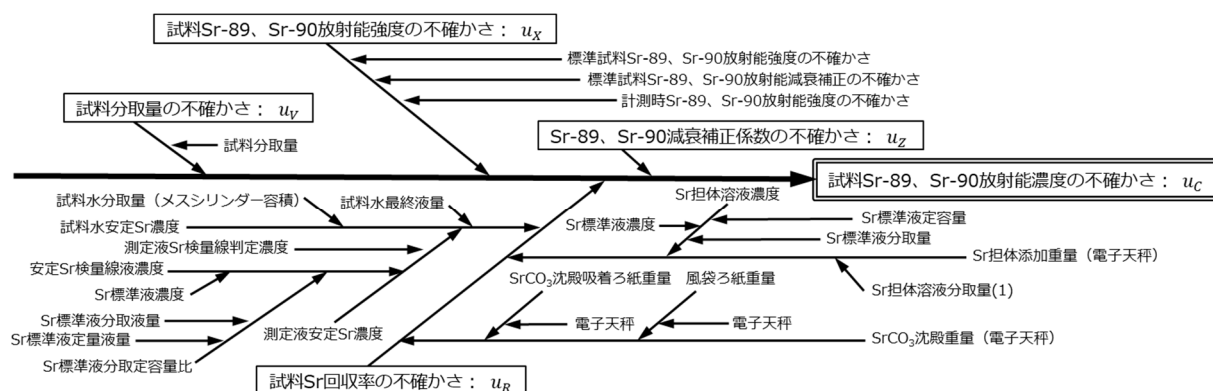 試料Sr-89、Sr-90放射能強度の不確かさ： u_X
標準試料Sr-89、Sr-90放射能強度の不確かさ
標準試料Sr-89、Sr-90放射能減衰補正の不確かさ
計測時Sr-89、Sr-90放射能強度の不確かさ
試料分取量の不確かさ： u_V
試料分取量
Sr-89、Sr-90減衰補正係数の不確かさ： u_Z
試料Sr-89、Sr-90放射能濃度の不確かさ： u_C
試料水分取量（メスシリンダー容積）
試料水最終液量
試料水安定Sr濃度
測定液Sr検量線判定濃度
安定Sr検量線液濃度
Sr標準液濃度
Sr標準液分取液量
Sr標準液定量液量
Sr標準液分取定容量比
測定液安定Sr濃度
Sr担体溶液濃度
Sr標準液濃度
Sr標準液定容量
Sr標準液分取量
Sr担体添加重量（電子天秤）
Sr担体溶液分取量(1)
SrCO₃沈殿吸着ろ紙重量
風袋ろ紙重量
電子天秤
電子天秤
SrCO₃沈殿重量（電子天秤）
試料Sr回収率の不確かさ： u_R